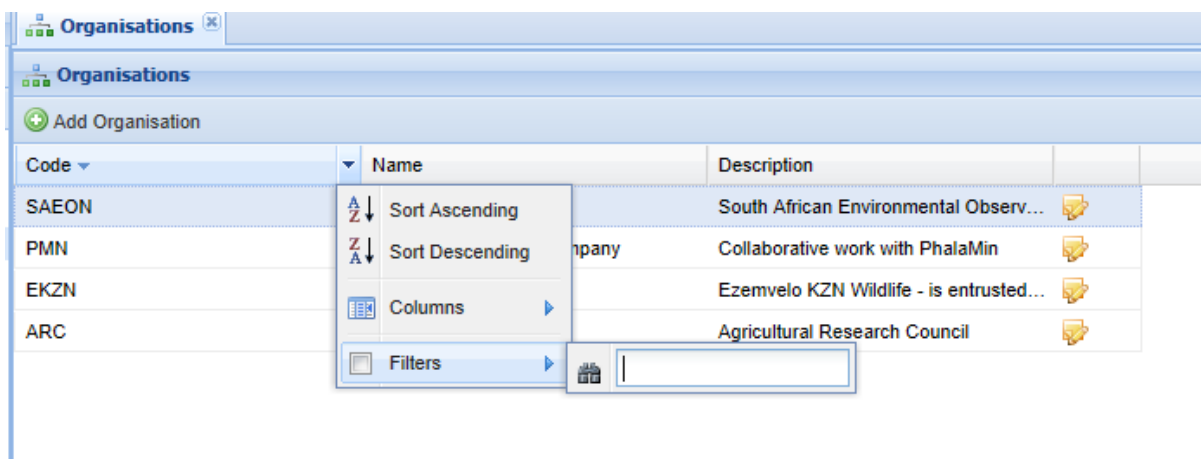 Organisations
Organisations
Add Organisation
Code Name Description
SAEON South African Environmental Observ...
PMN Collaborative work with PhalaMin
EKZN Ezemvelo KZN Wildlife - is entrusted...
ARC Agricultural Research Council
Sort Ascending
Sort Descending
Columns
Filters